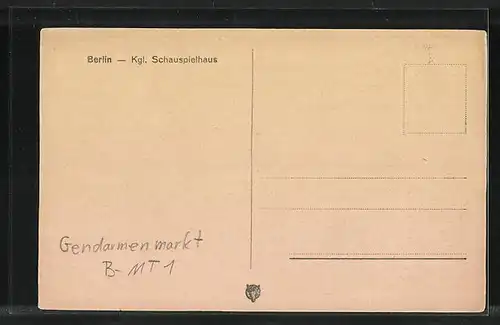 Berlin — Kgl. Schauspielhaus
Gendarmenmarkt
B-MT1